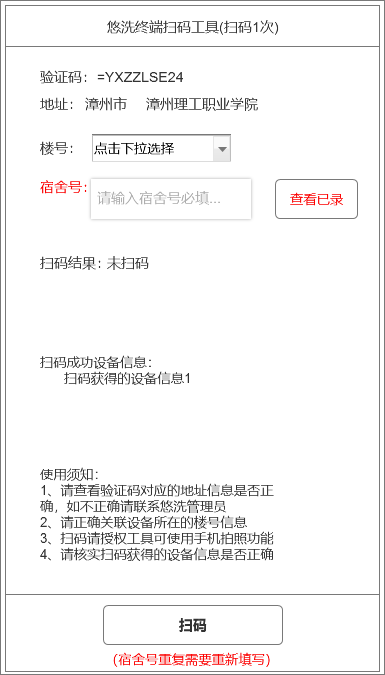 悠洗终端扫码工具(扫码1次)
验证码：=YXZZLSE24
地址： 漳州市 漳州理工职业学院
楼号： 点击下拉选择
宿舍号: 请输入宿舍号必填... 查看已录
扫码结果: 未扫码
扫码成功设备信息：
扫码获得的设备信息1
使用须知：
1、请查看验证码对应的地址信息是否正
确，如不正确请联系悠洗管理员
2、请正确关联设备所在的楼号信息
3、扫码请授权工具可使用手机拍照功能
4、请核实扫码获得的设备信息是否正确
扫码
(宿舍号重复需要重新填写)